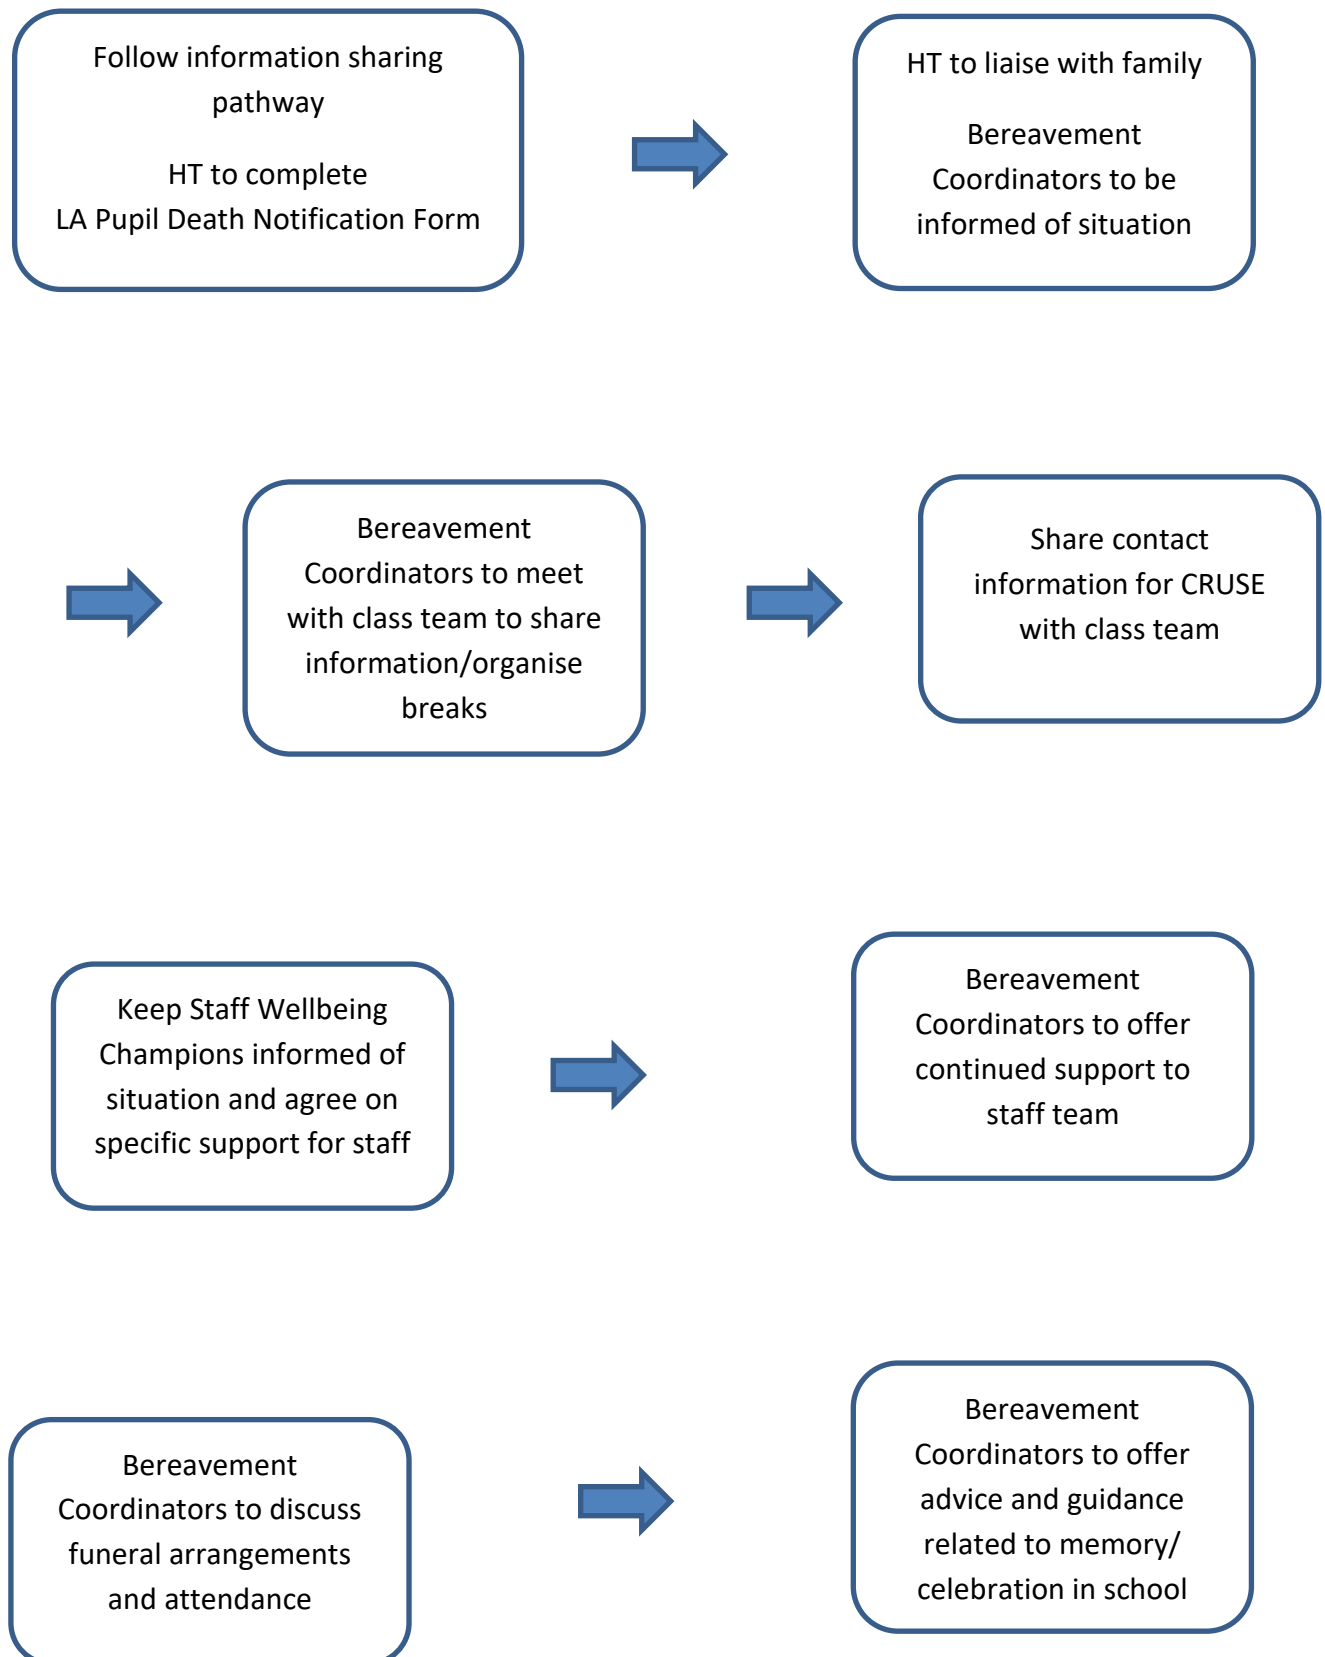 Follow information sharing
pathway
HT to complete
LA Pupil Death Notification Form
HT to liaise with family
Bereavement
Coordinators to be
informed of situation
Bereavement
Coordinators to meet
with class team to share
information/organise
breaks
Share contact
information for CRUSE
with class team
Keep Staff Wellbeing
Champions informed of
situation and agree on
specific support for staff
Bereavement
Coordinators to offer
continued support to
staff team
Bereavement
Coordinators to discuss
funeral arrangements
and attendance
Bereavement
Coordinators to offer
advice and guidance
related to memory/
celebration in school